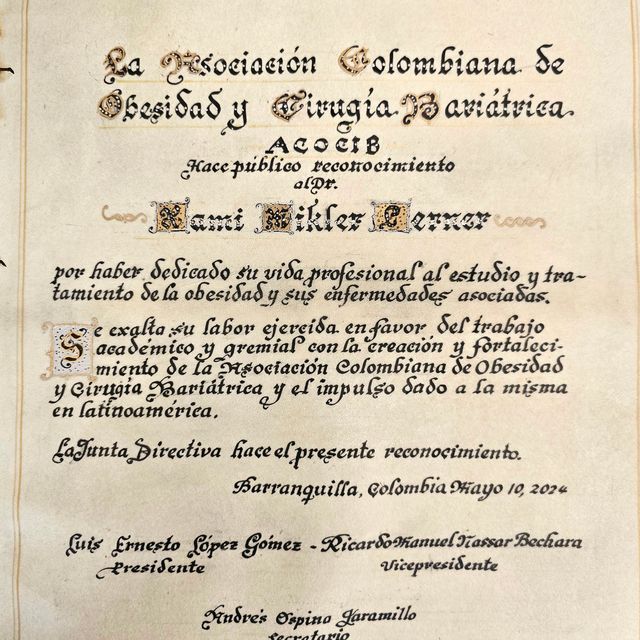 La Asociación Colombiana de
Obesidad y Cirugía Bariátrica
ACOCIB
Hace público reconocimiento
al Dr.
Rami Mikler Lerner
por haber dedicado su vida profesional al estudio y tra-
tamiento de la obesidad y sus enfermedades asociadas.
Se exalta su labor ejercida en favor del trabajo
académico y gremial con la creación y fortaleci-
miento de la Asociación Colombiana de Obesidad
y Cirugía Bariátrica y el impulso dado a la misma
en latinoamérica.
La Junta Directiva hace el presente reconocimiento.
Barranquilla, Colombia Mayo 10, 2024
Luis Ernesto López Gómez - Ricardo Manuel Nassar Bechara
Presidente Vicepresidente
Andrés Ospina Jaramillo
Secretario